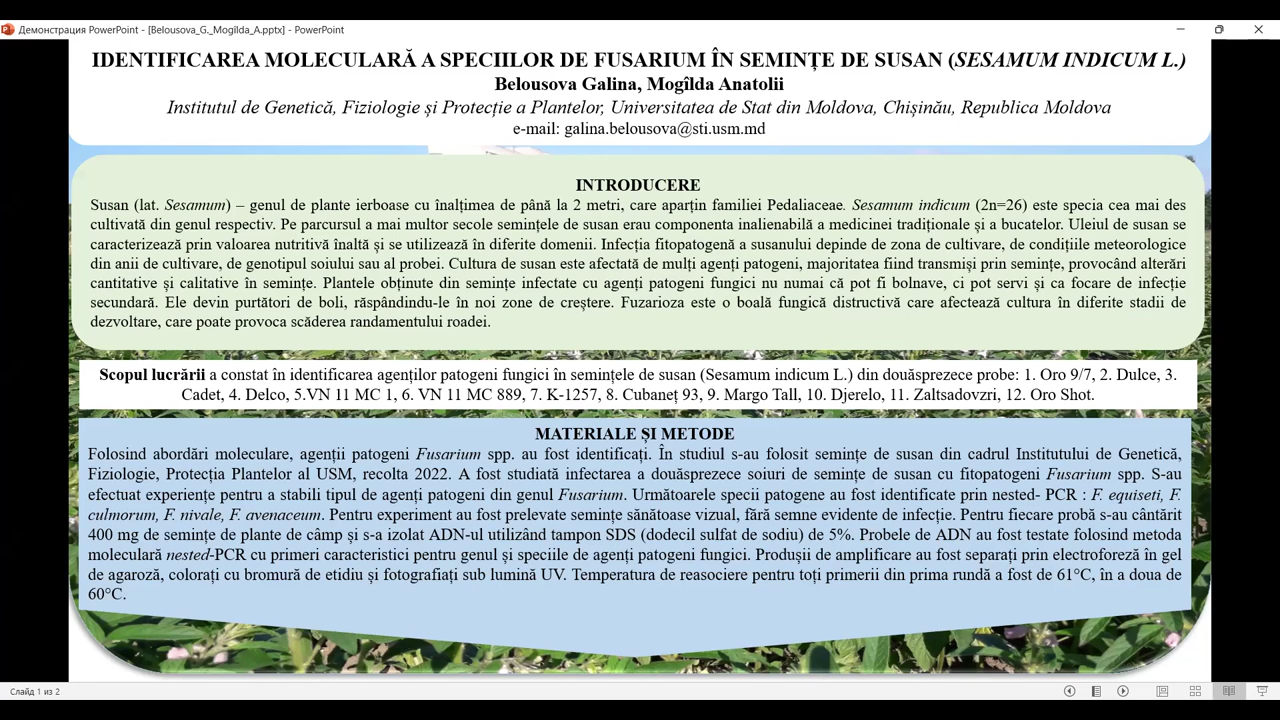 Демонстрация PowerPoint - [Belousova_G._Mogîlda_A.pptx] - PowerPoint
IDENTIFICAREA MOLECULARĂ A SPECIILOR DE FUSARIUM ÎN SEMINȚE DE SUSAN (SESAMUM INDICUM L.)
Belousova Galina, Mogîlda Anatolii
Institutul de Genetică, Fiziologie și Protecție a Plantelor, Universitatea de Stat din Moldova, Chișinău, Republica Moldova
e-mail: galina.belousova@sti.usm.md
INTRODUCERE
Susan (lat. Sesamum) – genul de plante ierboase cu înalțimea de până la 2 metri, care aparțin familiei Pedaliaceae. Sesamum indicum (2n=26) este specia cea mai des
cultivată din genul respectiv. Pe parcursul a mai multor secole semințele de susan erau componenta inalienabilă a medicinei tradiționale și a bucatelor. Uleiul de susan se
caracterizează prin valoarea nutritivă înaltă și se utilizează în diferite domenii. Infecția fitopatogenă a susanului depinde de zona de cultivare, de condițiile meteorologice
din anii de cultivare, de genotipul soiului sau al probei. Cultura de susan este afectată de mulți agenți patogeni, majoritatea fiind transmiși prin semințe, provocând alterări
cantitative și calitative în semințe. Plantele obținute din semințe infectate cu agenți patogeni fungici nu numai că pot fi bolnave, ci pot servi și ca focare de infecție
secundară. Ele devin purtători de boli, răspândindu-le în noi zone de creștere. Fuzarioza este o boală fungică distructivă care afectează cultura în diferite stadii de
dezvoltare, care poate provoca scăderea randamentului roadei.
Scopul lucrării a constat în identificarea agenților patogeni fungici în semințele de susan (Sesamum indicum L.) din douăsprezece probe: 1. Oro 9/7, 2. Dulce, 3.
Cadet, 4. Delco, 5.VN 11 MC 1, 6. VN 11 MC 889, 7. K-1257, 8. Cubaneț 93, 9. Margo Tall, 10. Djerelo, 11. Zaltsadovzri, 12. Oro Shot.
MATERIALE ȘI METODE
Folosind abordări moleculare, agenții patogeni Fusarium spp. au fost identificați. În studiul s-au folosit semințe de susan din cadrul Institutului de Genetică,
Fiziologie, Protecția Plantelor al USM, recolta 2022. A fost studiată infectarea a douăsprezece soiuri de semințe de susan cu fitopatogeni Fusarium spp. S-au
efectuat experiențe pentru a stabili tipul de agenți patogeni din genul Fusarium. Următoarele specii patogene au fost identificate prin nested- PCR : F. equiseti, F.
culmorum, F. nivale, F. avenaceum. Pentru experiment au fost prelevate semințe sănătoase vizual, fără semne evidente de infecție. Pentru fiecare probă s-au cântărit
400 mg de semințe de plante de câmp și s-a izolat ADN-ul utilizând tampon SDS (dodecil sulfat de sodiu) de 5%. Probele de ADN au fost testate folosind metoda
moleculară nested-PCR cu primeri caracteristici pentru genul și speciile de agenți patogeni fungici. Produșii de amplificare au fost separați prin electroforeză în gel
de agaroză, colorați cu bromură de etidiu și fotografiați sub lumină UV. Temperatura de reasociere pentru toți primerii din prima rundă a fost de 61°C, în a doua de
60°C.
Слайд 1 из 2